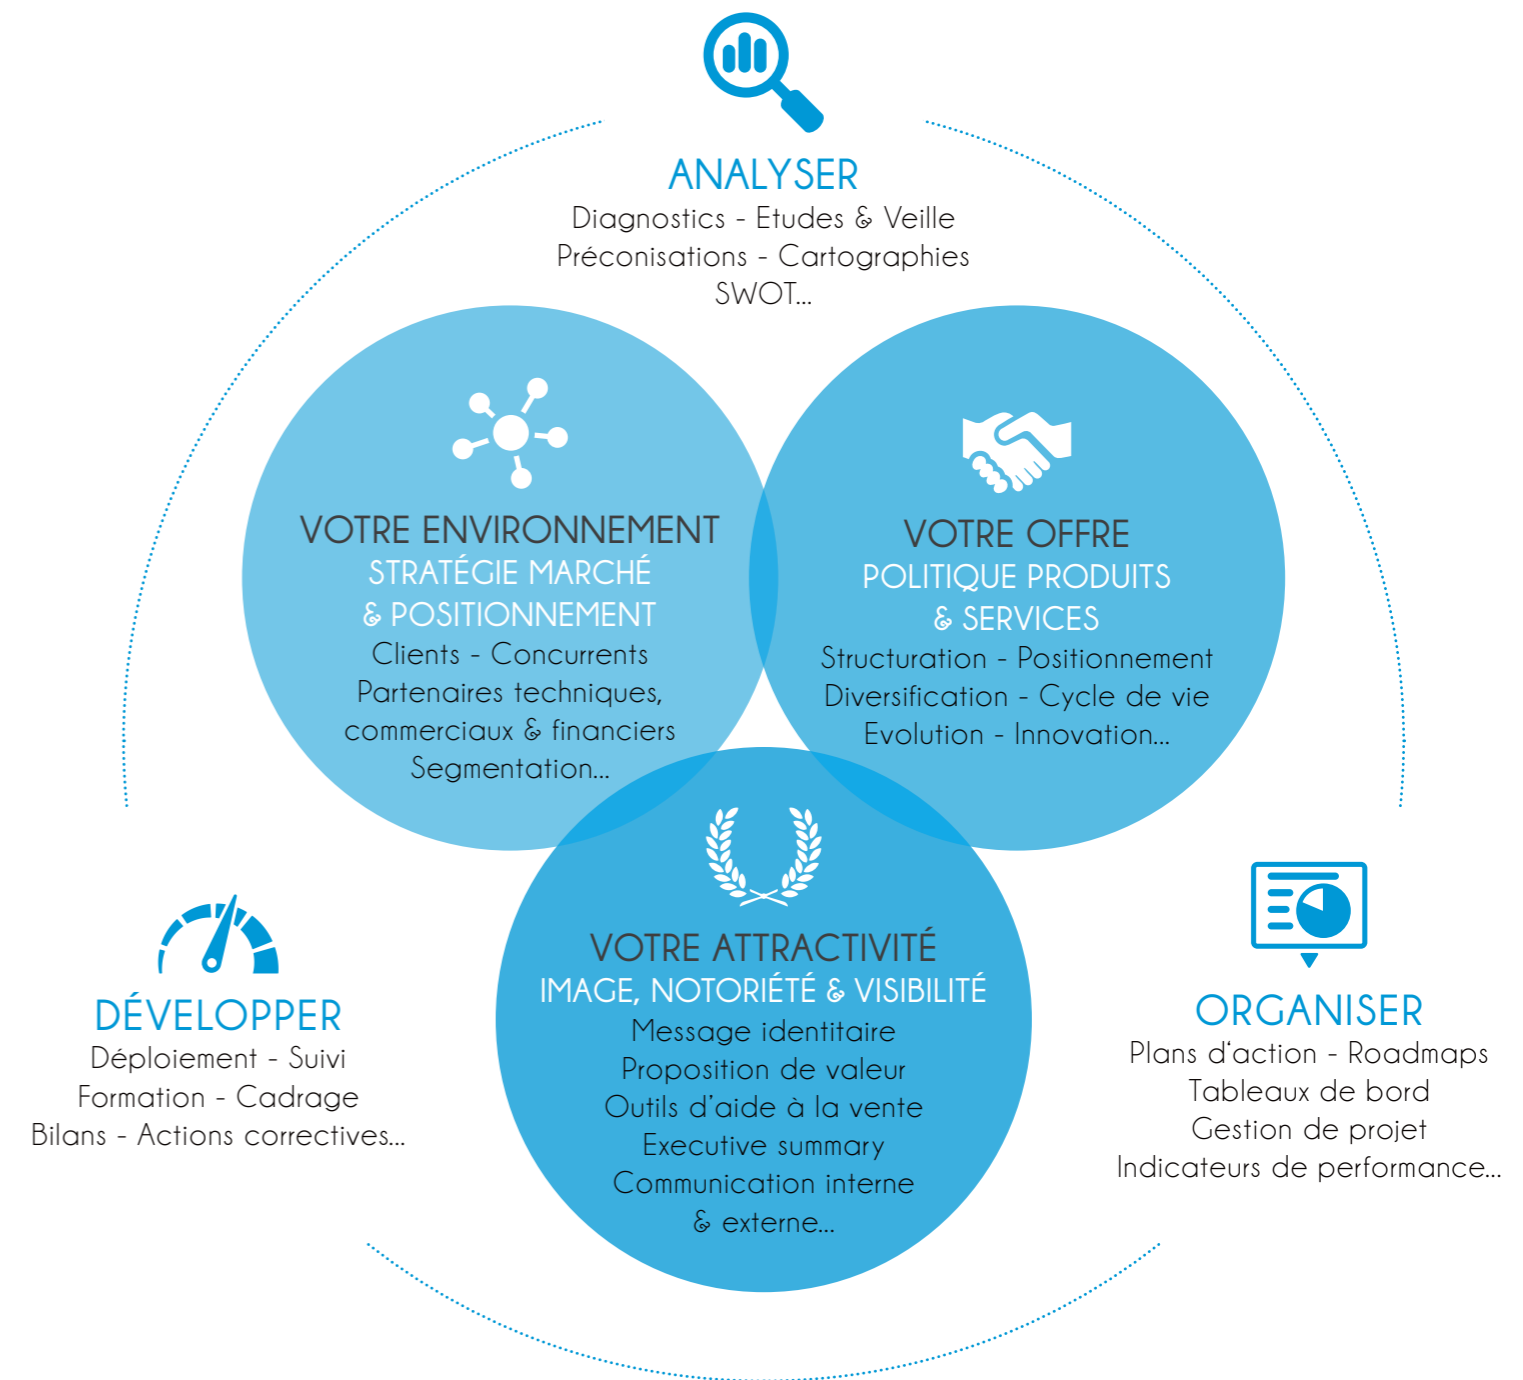 ANALYSER
Diagnostics - Etudes & Veille
Préconisations - Cartographies
SWOT...
VOTRE ENVIRONNEMENT
STRATÉGIE MARCHÉ
& POSITIONNEMENT
Clients - Concurrents
Partenaires techniques,
commerciaux & financiers
Segmentation...
VOTRE OFFRE
POLITIQUE PRODUITS
& SERVICES
Structuration - Positionnement
Diversification - Cycle de vie
Evolution - Innovation...
VOTRE ATTRACTIVITÉ
IMAGE, NOTORIÉTÉ & VISIBILITÉ
Message identitaire
Proposition de valeur
Outils d’aide à la vente
Executive summary
Communication interne
& externe...
DÉVELOPPER
Déploiement - Suivi
Formation - Cadrage
Bilans - Actions correctives...
ORGANISER
Plans d‘action - Roadmaps
Tableaux de bord
Gestion de projet
Indicateurs de performance...